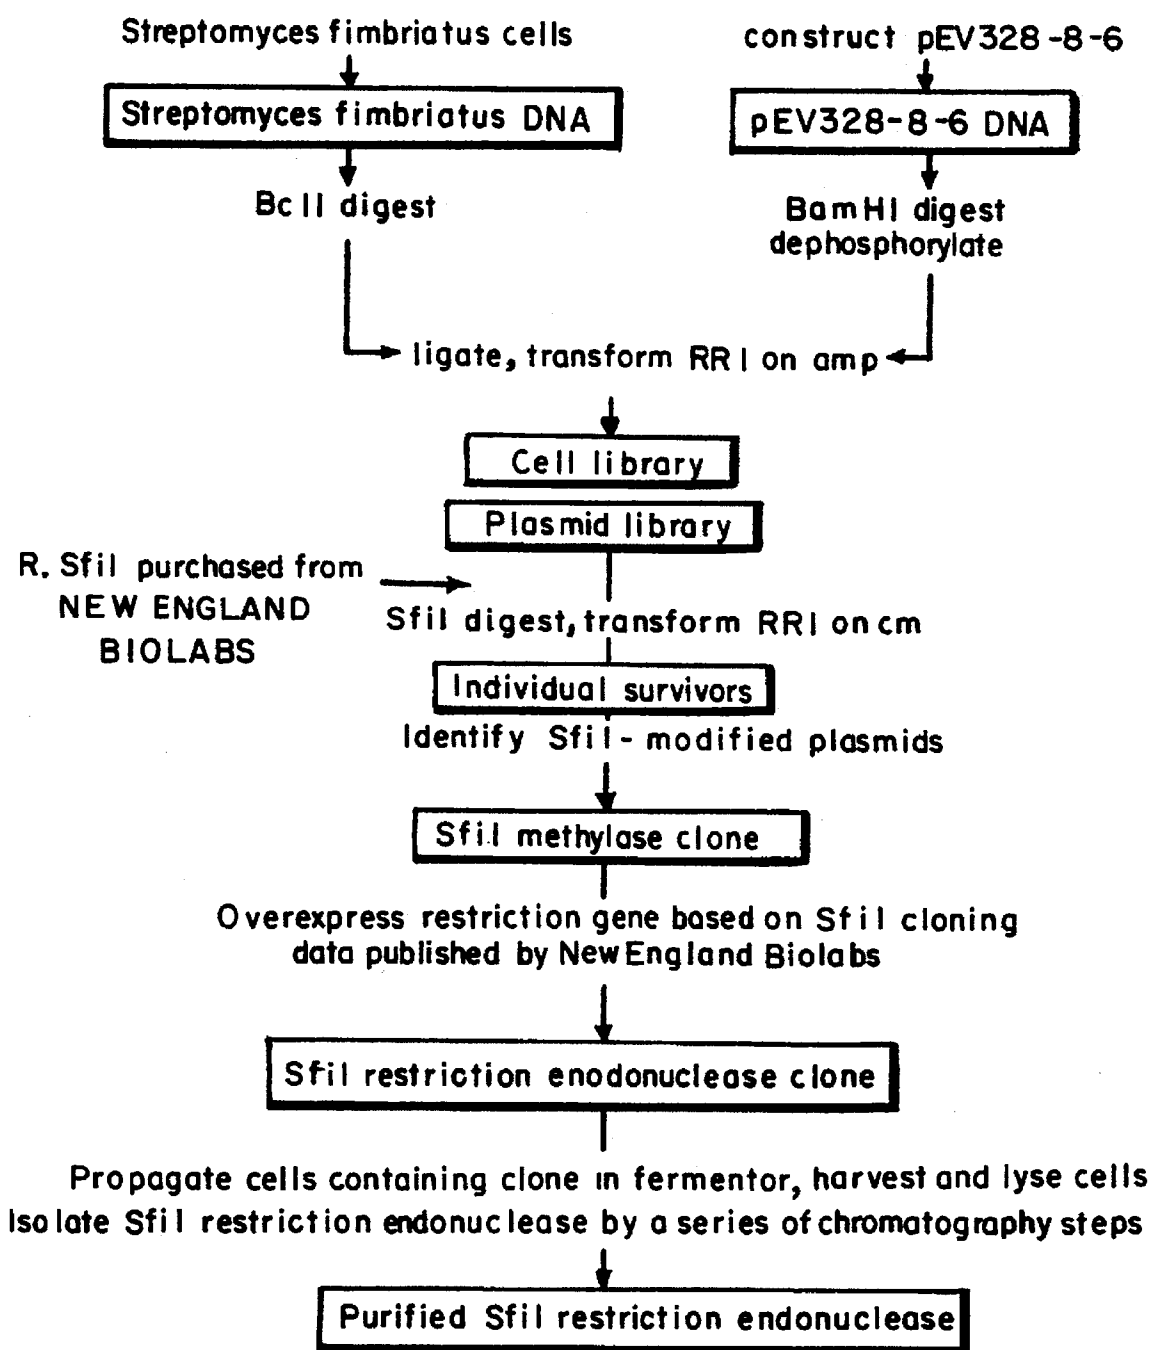 Streptomyces fimbriatus cells
construct pEV328-8-6
Streptomyces fimbriatus DNA
pEV328-8-6 DNA
BclI digest
BamHI digest
dephosphorylate
ligate, transform RRI on amp
Cell library
Plasmid library
R. SfiI purchased from
NEW ENGLAND
BIOLABS
SfiI digest, transform RRI on cm
Individual survivors
Identify SfiI-modified plasmids
SfiI methylase clone
Overexpress restriction gene based on SfiI cloning
data published by New England Biolabs
SfiI restriction enodonuclease clone
Propagate cells containing clone in fermentor, harvest and lyse cells
Isolate SfiI restriction endonuclease by a series of chromatography steps
Purified SfiI restriction endonuclease